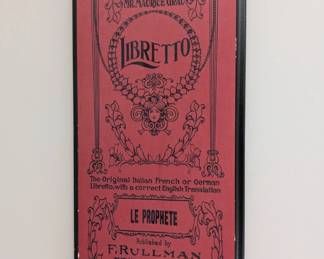 MR. MAURICE GRAU
LIBRETTO
The Original Italian French or German
Libretto, with a correct English Translation
LE PROPHETE
Published by
F. RULLMAN